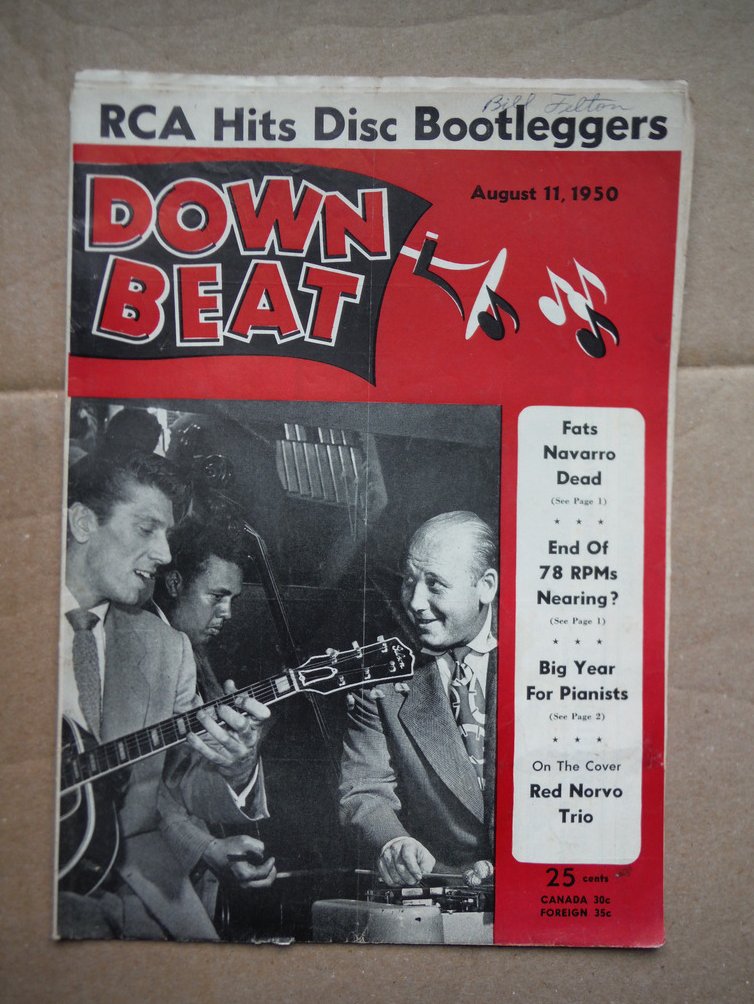 Bill Felton
RCA Hits Disc Bootleggers
August 11, 1950
DOWN
BEAT
Fats
Navarro
Dead
(See Page 1)
★ ★ ★
End Of
78 RPMs
Nearing?
(See Page 1)
★ ★ ★
Big Year
For Pianists
(See Page 2)
★ ★ ★
On The Cover
Red Norvo
Trio
Gibson
25 cents
CANADA 30c
FOREIGN 35c